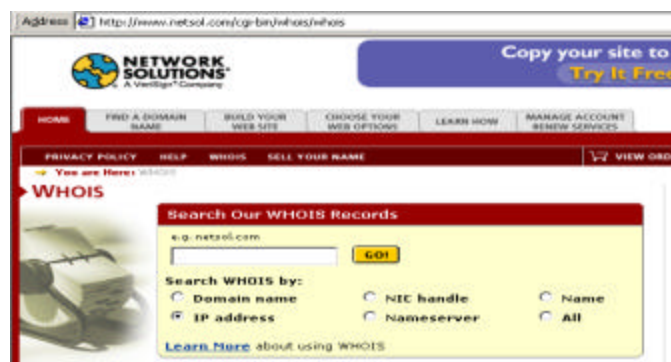 Address http://www.netsol.com/cgi-bin/whois/whois
NETWORK
SOLUTIONS®
A VeriSign® Company
Copy your site to
Try It Free
HOME
FIND A DOMAIN
NAME
BUILD YOUR
WEB SITE
CHOOSE YOUR
WEB OPTIONS
LEARN HOW
MANAGE ACCOUNT
RENEW SERVICES
PRIVACY POLICY HELP WHOIS SELL YOUR NAME VIEW ORD
You are Here: WHOIS
WHOIS
Search Our WHOIS Records
e.g. netsol.com
GO!
Search WHOIS by:
Domain name NIC handle Name
IP address Nameserver All
Learn More about using WHOIS